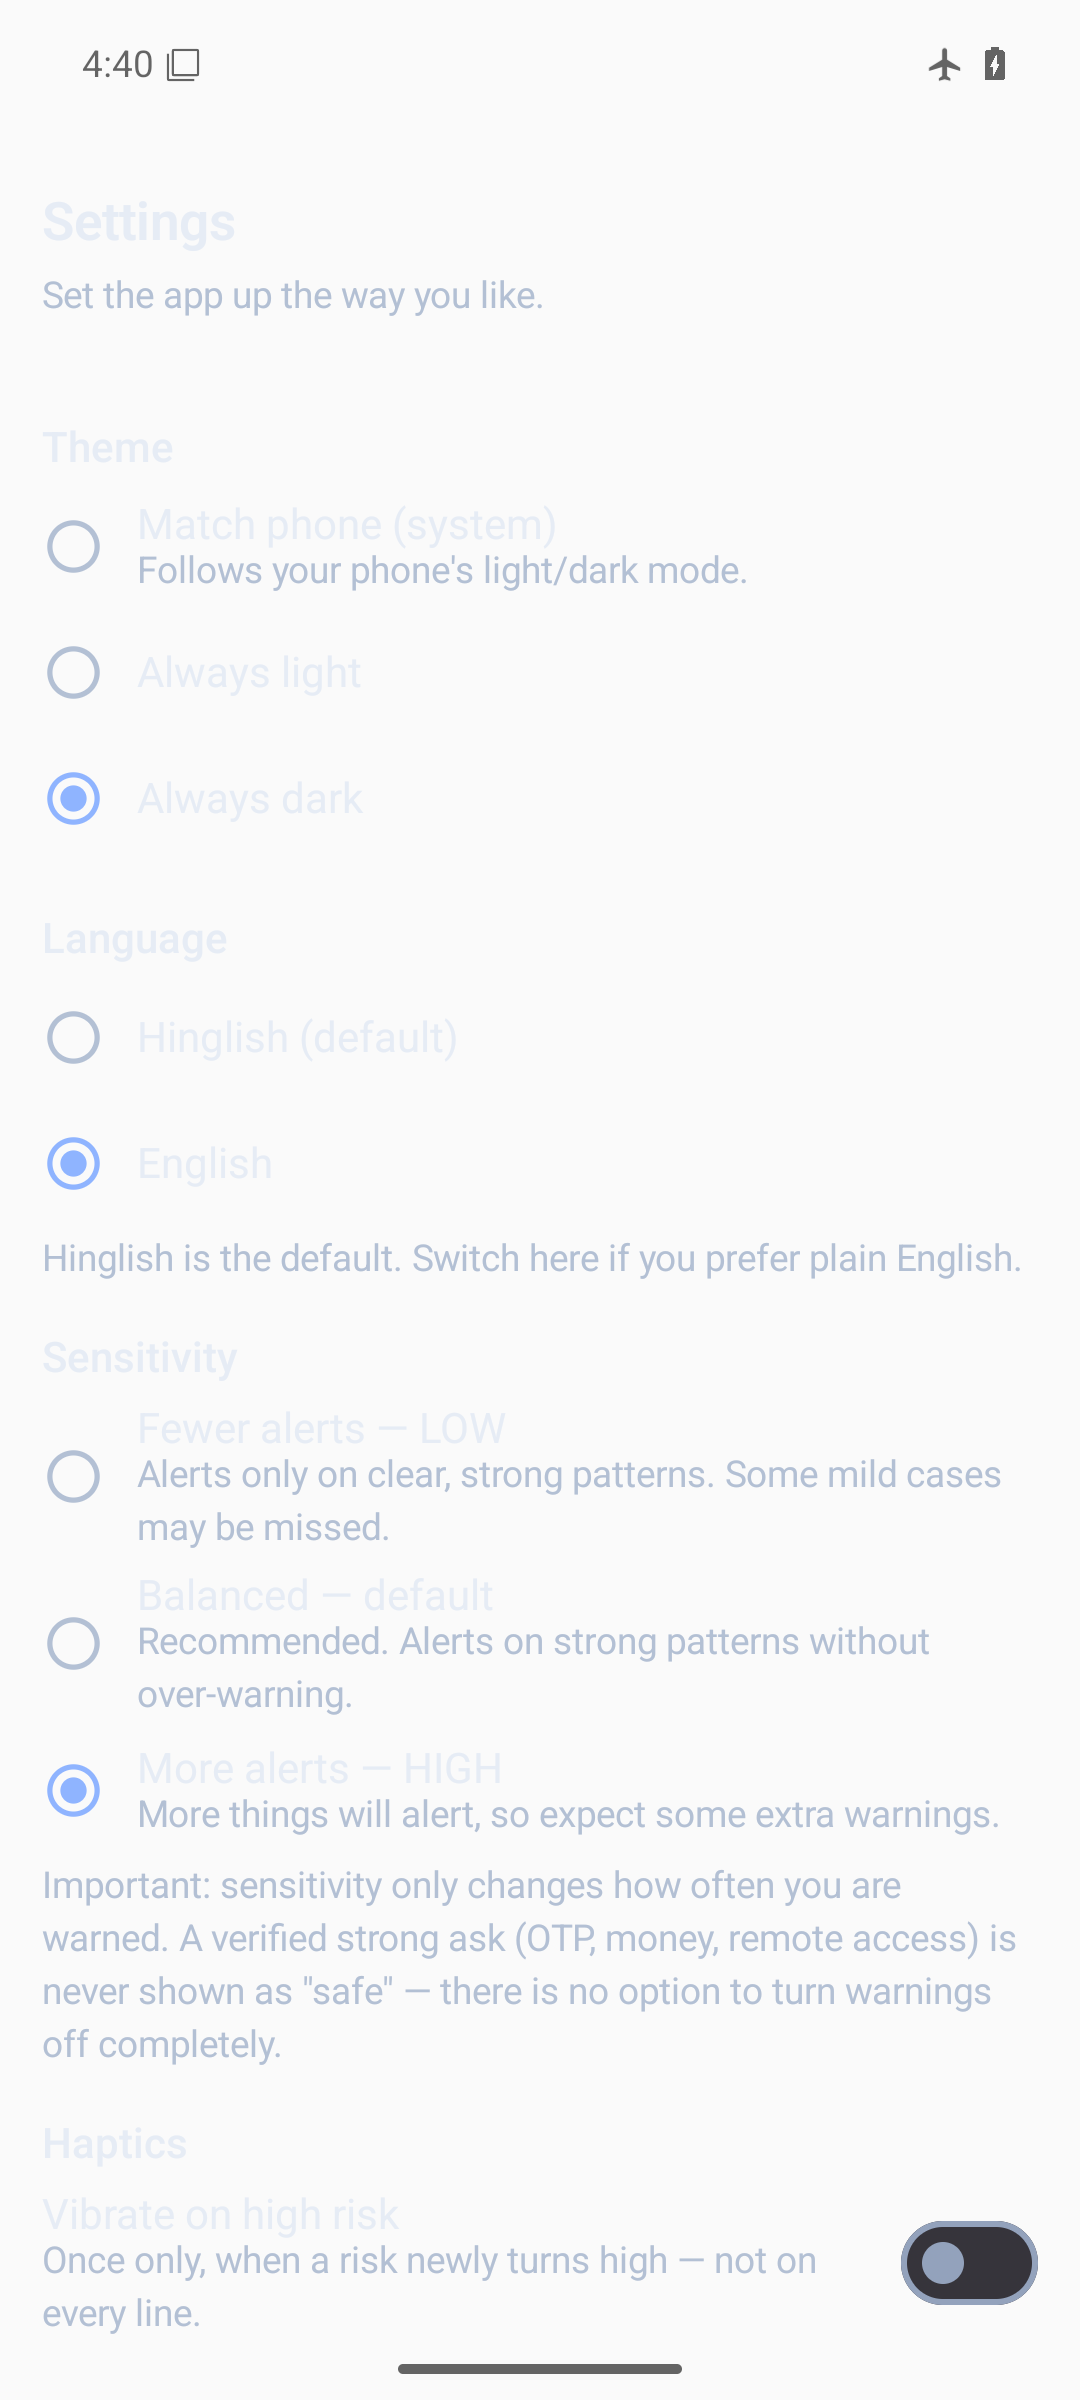 4:40
Settings
Set the app up the way you like.
Theme
Match phone (system)
Follows your phone's light/dark mode.
Always light
Always dark
Language
Hinglish (default)
English
Hinglish is the default. Switch here if you prefer plain English.
Sensitivity
Fewer alerts — LOW
Alerts only on clear, strong patterns. Some mild cases
may be missed.
Balanced — default
Recommended. Alerts on strong patterns without
over-warning.
More alerts — HIGH
More things will alert, so expect some extra warnings.
Important: sensitivity only changes how often you are
warned. A verified strong ask (OTP, money, remote access) is
never shown as "safe" — there is no option to turn warnings
off completely.
Haptics
Vibrate on high risk
Once only, when a risk newly turns high — not on
every line.